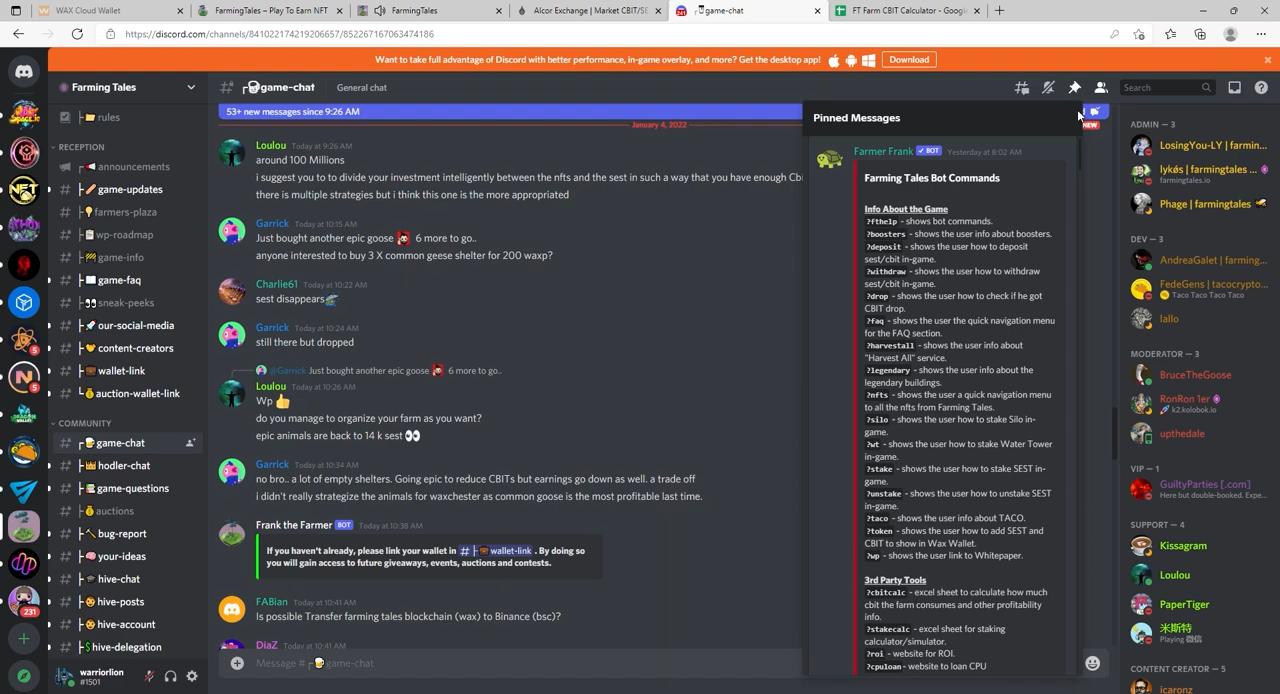 WAX Cloud Wallet
FarmingTales – Play To Earn NFT
FarmingTales
Alcor Exchange | Market CBIT/SE
game-chat
FT Farm CBIT Calculator - Googl
https://discord.com/channels/841022174219206657/852267167063474186
Want to take full advantage of Discord with better performance, in-game overlay, and more? Get the desktop app!
Download
Farming Tales
game-chat
General chat
Search
rules
RECEPTION
announcements
game-updates
farmers-plaza
wp-roadmap
game-info
game-faq
sneak-peeks
our-social-media
content-creators
wallet-link
auction-wallet-link
COMMUNITY
game-chat
hodler-chat
game-questions
auctions
bug-report
your-ideas
hive-chat
hive-posts
hive-account
hive-delegation
warriorlion
#1501
5
5
231
53+ new messages since 9:26 AM
January 4, 2022
NEW
Loulou Today at 9:26 AM
around 100 Millions
i suggest you to to divide your investment intelligently between the nfts and the sest in such a way that you have enough Cbi
there is multiple strategies but i think this one is the more appropriated
Garrick Today at 10:15 AM
Just bought another epic goose 6 more to go..
anyone interested to buy 3 X common geese shelter for 200 waxp?
Charlie61 Today at 10:22 AM
sest disappears
Garrick Today at 10:24 AM
still there but dropped
@Garrick Just bought another epic goose 6 more to go..
Loulou Today at 10:26 AM
Wp
do you manage to organize your farm as you want?
epic animals are back to 14 k sest
Garrick Today at 10:34 AM
no bro.. a lot of empty shelters. Going epic to reduce CBITs but earnings go down as well. a trade off
i didn't really strategize the animals for waxchester as common goose is the most profitable last time.
Frank the Farmer BOT Today at 10:38 AM
If you haven't already, please link your wallet in # wallet-link . By doing so
you will gain access to future giveaways, events, auctions and contests.
FABian Today at 10:41 AM
Is possible Transfer farming tales blockchain (wax) to Binance (bsc)?
DiaZ Today at 10:41 AM
Message # game-chat
Pinned Messages
Farmer Frank BOT Yesterday at 8:02 AM
Farming Tales Bot Commands
Info About the Game
?fthelp - shows bot commands.
?boosters - shows the user info about boosters.
?deposit - shows the user how to deposit
sest/cbit in-game.
?withdraw - shows the user how to withdraw
sest/cbit in-game.
?drop - shows the user how to check if he got
CBIT drop.
?faq - shows the user the quick navigation menu
for the FAQ section.
?harvestall - shows the user info about
"Harvest All" service.
?legendary - shows the user info about the
legendary buildings.
?nfts - shows the user a quick navigation menu
to all the nfts from Farming Tales.
?silo - shows the user how to stake Silo in-
game.
?wt - shows the user how to stake Water Tower
in-game.
?stake - shows the user how to stake SEST in-
game.
?unstake - shows the user how to unstake SEST
in-game.
?taco - shows the user info about TACO.
?token - shows the user how to add SEST and
CBIT to show in Wax Wallet.
?wp - shows the user link to Whitepaper.
3rd Party Tools
?cbitcalc - excel sheet to calculate how much
cbit the farm consumes and other profitability
info.
?stakecalc - excel sheet for staking
calculator/simulator.
?roi - website for ROI.
?cpuloan - website to loan CPU
ADMIN — 3
LosingYou-LY | farmin...
lykós | farmingtales ...
farmingtales.io
Phage | farmingtales
DEV — 3
AndreaGalet | farming...
FedeGens | tacocrypto...
Taco Taco Taco Taco
lallo
MODERATOR — 3
BruceTheGoose
RonRon 1er
k2.kolobok.io
upthedale
VIP — 1
GuiltyParties [.com]
Here but double-booked. Expe...
SUPPORT — 4
Kissagram
Loulou
PaperTiger
米斯特
Playing 微信
CONTENT CREATOR — 5
icaronz